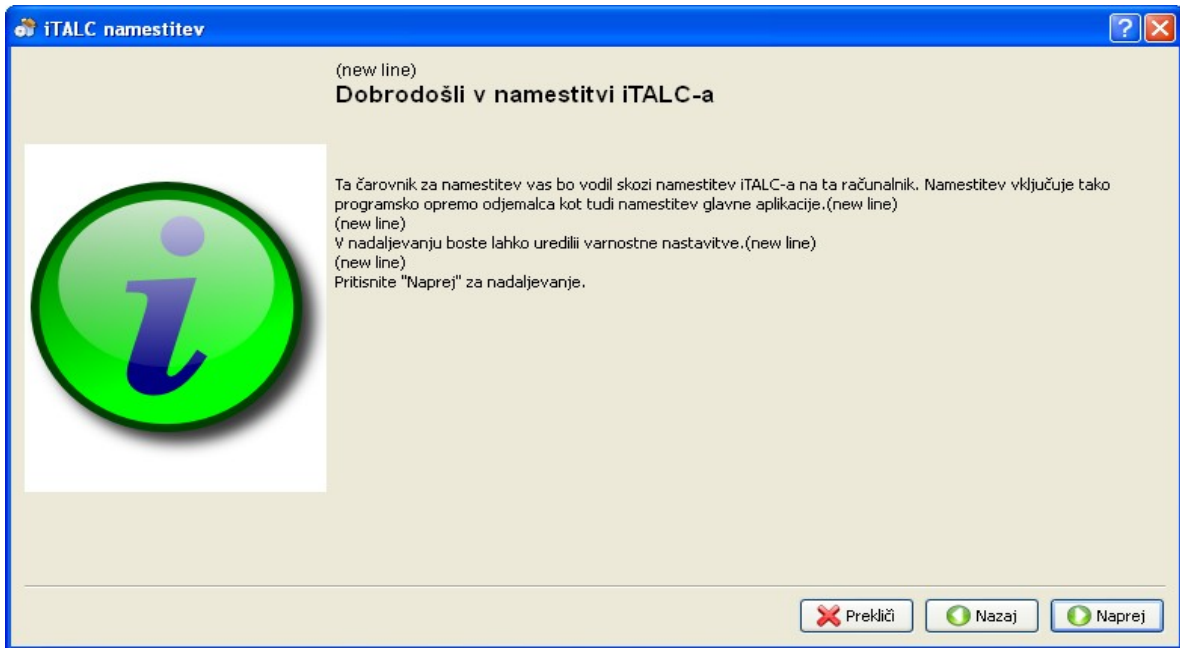 iTALC namestitev
(new line)
Dobrodošli v namestitvi iTALC-a
Ta čarovnik za namestitev vas bo vodil skozi namestitev iTALC-a na ta računalnik. Namestitev vključuje tako
programsko opremo odjemalca kot tudi namestitev glavne aplikacije.(new line)
(new line)
V nadaljevanju boste lahko uredilii varnostne nastavitve.(new line)
(new line)
Pritisnite "Naprej" za nadaljevanje.
Prekliči Nazaj Naprej